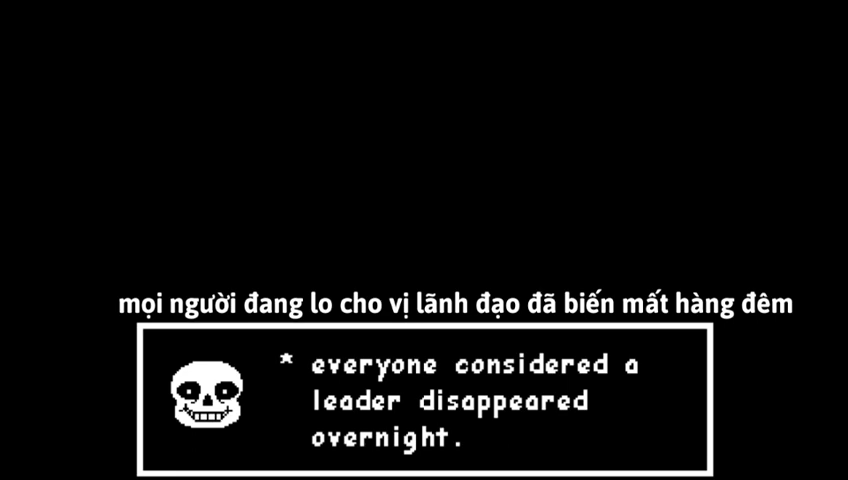 mọi người đang lo cho vị lãnh đạo đã biến mất hàng đêm
* everyone considered a
leader disappeared
overnight.